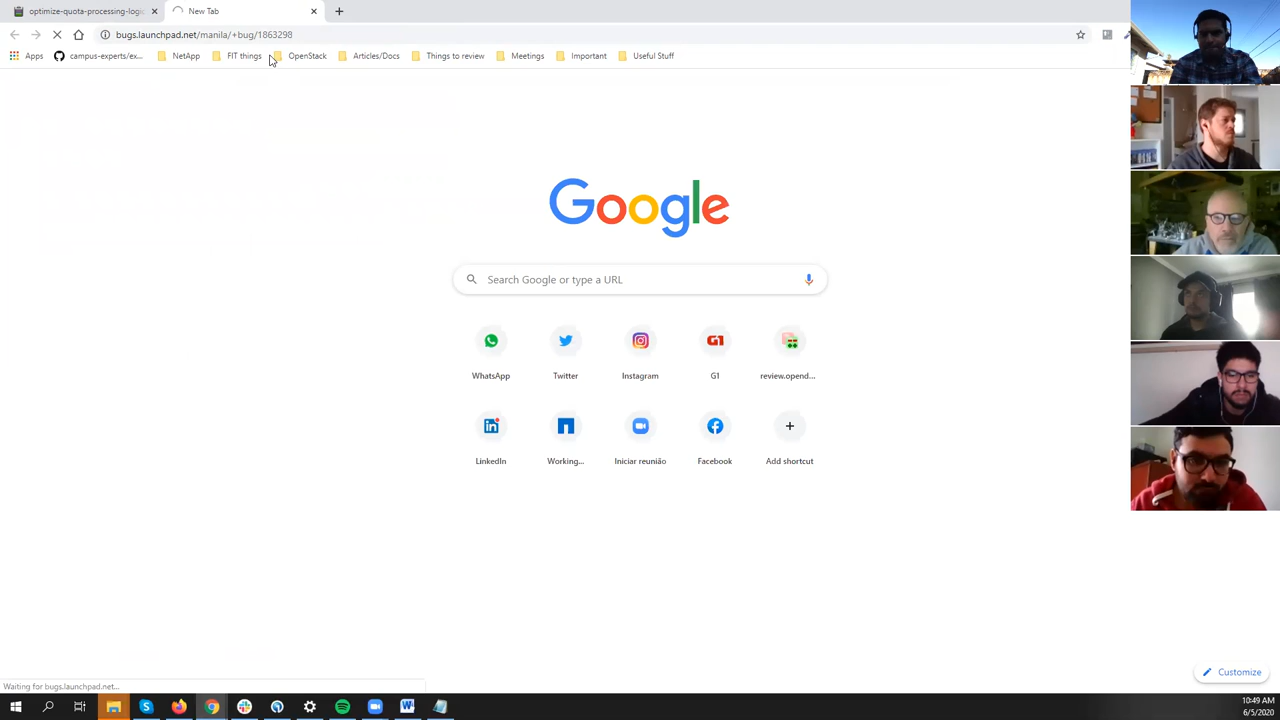 optimize-quota-processing-logic
New Tab
bugs.launchpad.net/manila/+bug/1863298
Apps
campus-experts/ex...
NetApp
FIT things
OpenStack
Articles/Docs
Things to review
Meetings
Important
Useful Stuff
Google
Search Google or type a URL
WhatsApp
Twitter
Instagram
G1
G1
review.opend...
LinkedIn
Working...
Iniciar reunião
Facebook
Add shortcut
Customize
Waiting for bugs.launchpad.net...
10:49 AM
6/5/2020